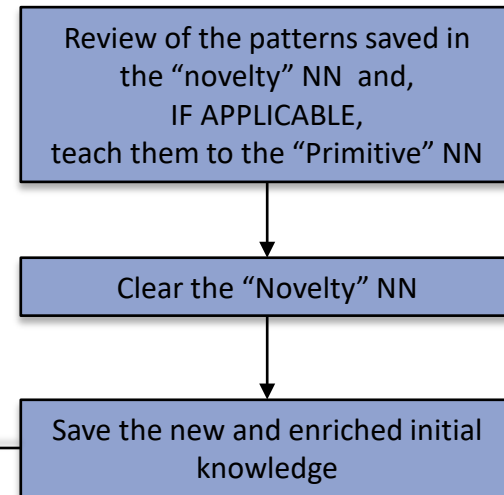 Review of the patterns saved in
the “novelty” NN and,
IF APPLICABLE,
teach them to the “Primitive” NN
Clear the “Novelty” NN
Save the new and enriched initial
knowledge